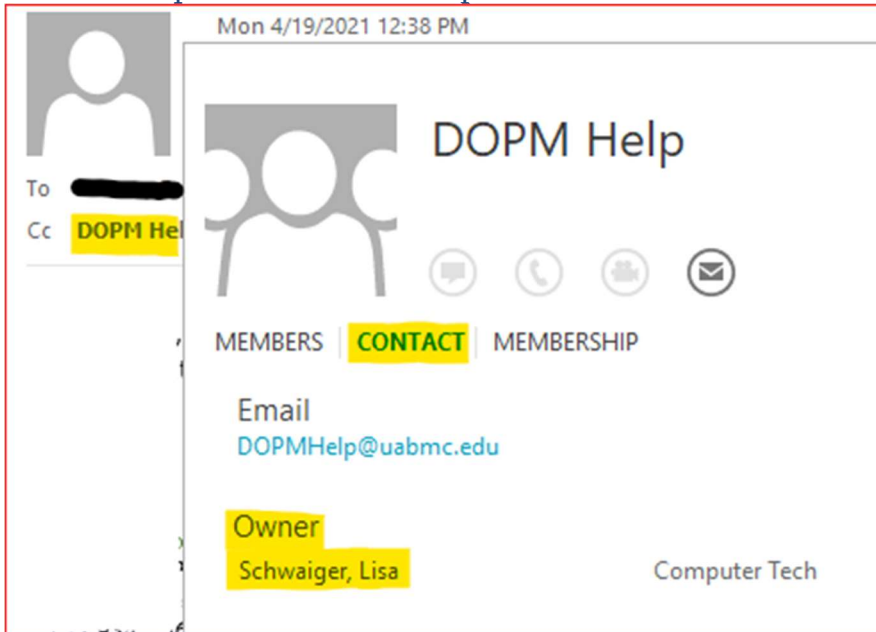 Mon 4/19/2021 12:38 PM
To
Cc DOPM Hel
DOPM Help
MEMBERS CONTACT MEMBERSHIP
Email
DOPMHelp@uabmc.edu
Owner
Schwaiger, Lisa Computer Tech